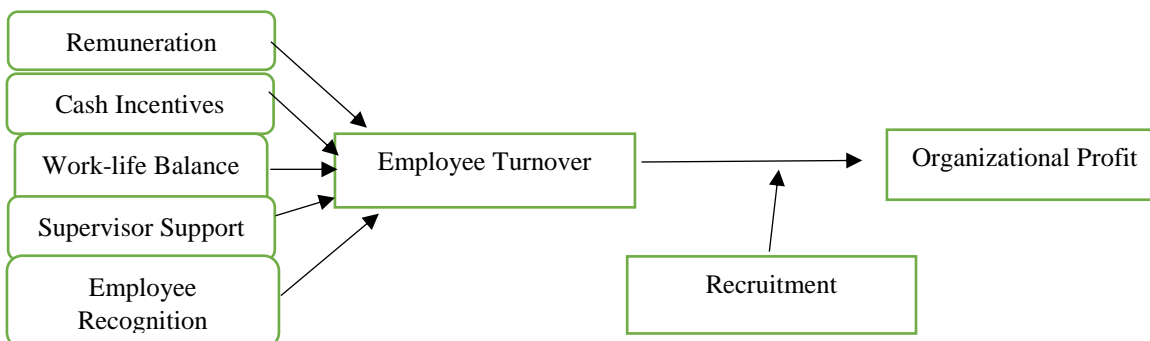 Remuneration
Cash Incentives
Work-life Balance
Supervisor Support
Employee
Recognition
Employee Turnover
Recruitment
Organizational Profit